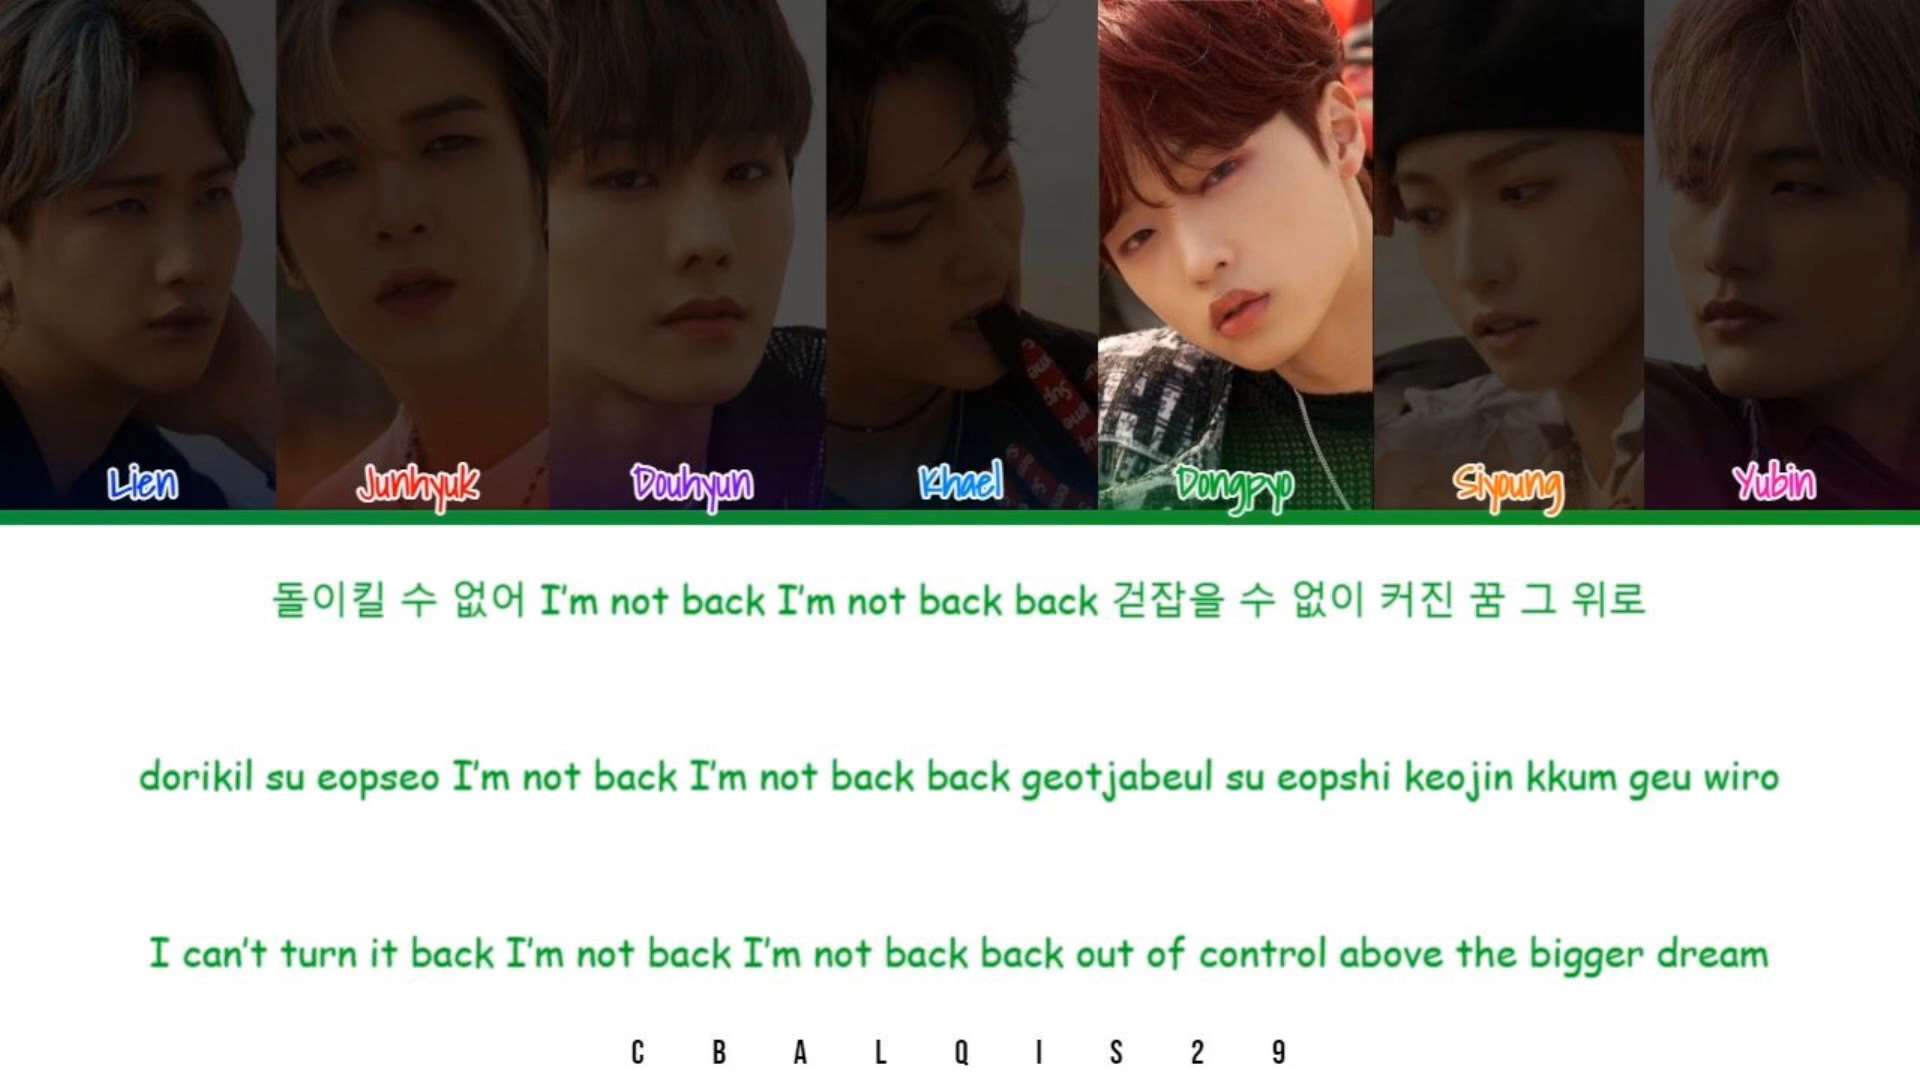 Lien Junhyuk Douhyun Khael Dongpyo Siyoung Yubin
돌이킬 수 없어 I'm not back I'm not back back 걷잡을 수 없이 커진 꿈 그 위로
dorikil su eopseo I'm not back I'm not back back geotjabeul su eopshi keojin kkum geu wiro
I can't turn it back I'm not back I'm not back back out of control above the bigger dream
CBALQIS29